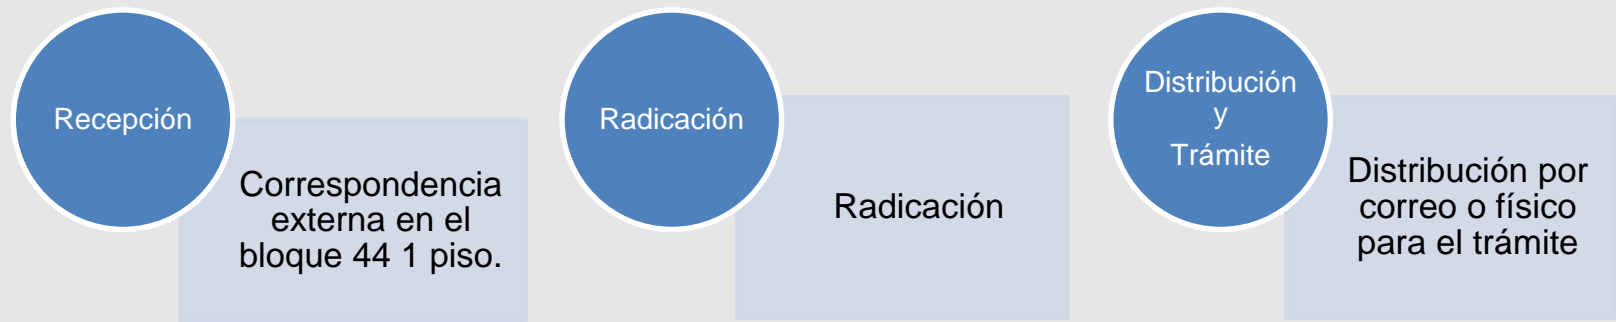 Recepción
Correspondencia
externa en el
bloque 44 1 piso.
Radicación
Radicación
Distribución
y
Trámite
Distribución por
correo o físico
para el trámite